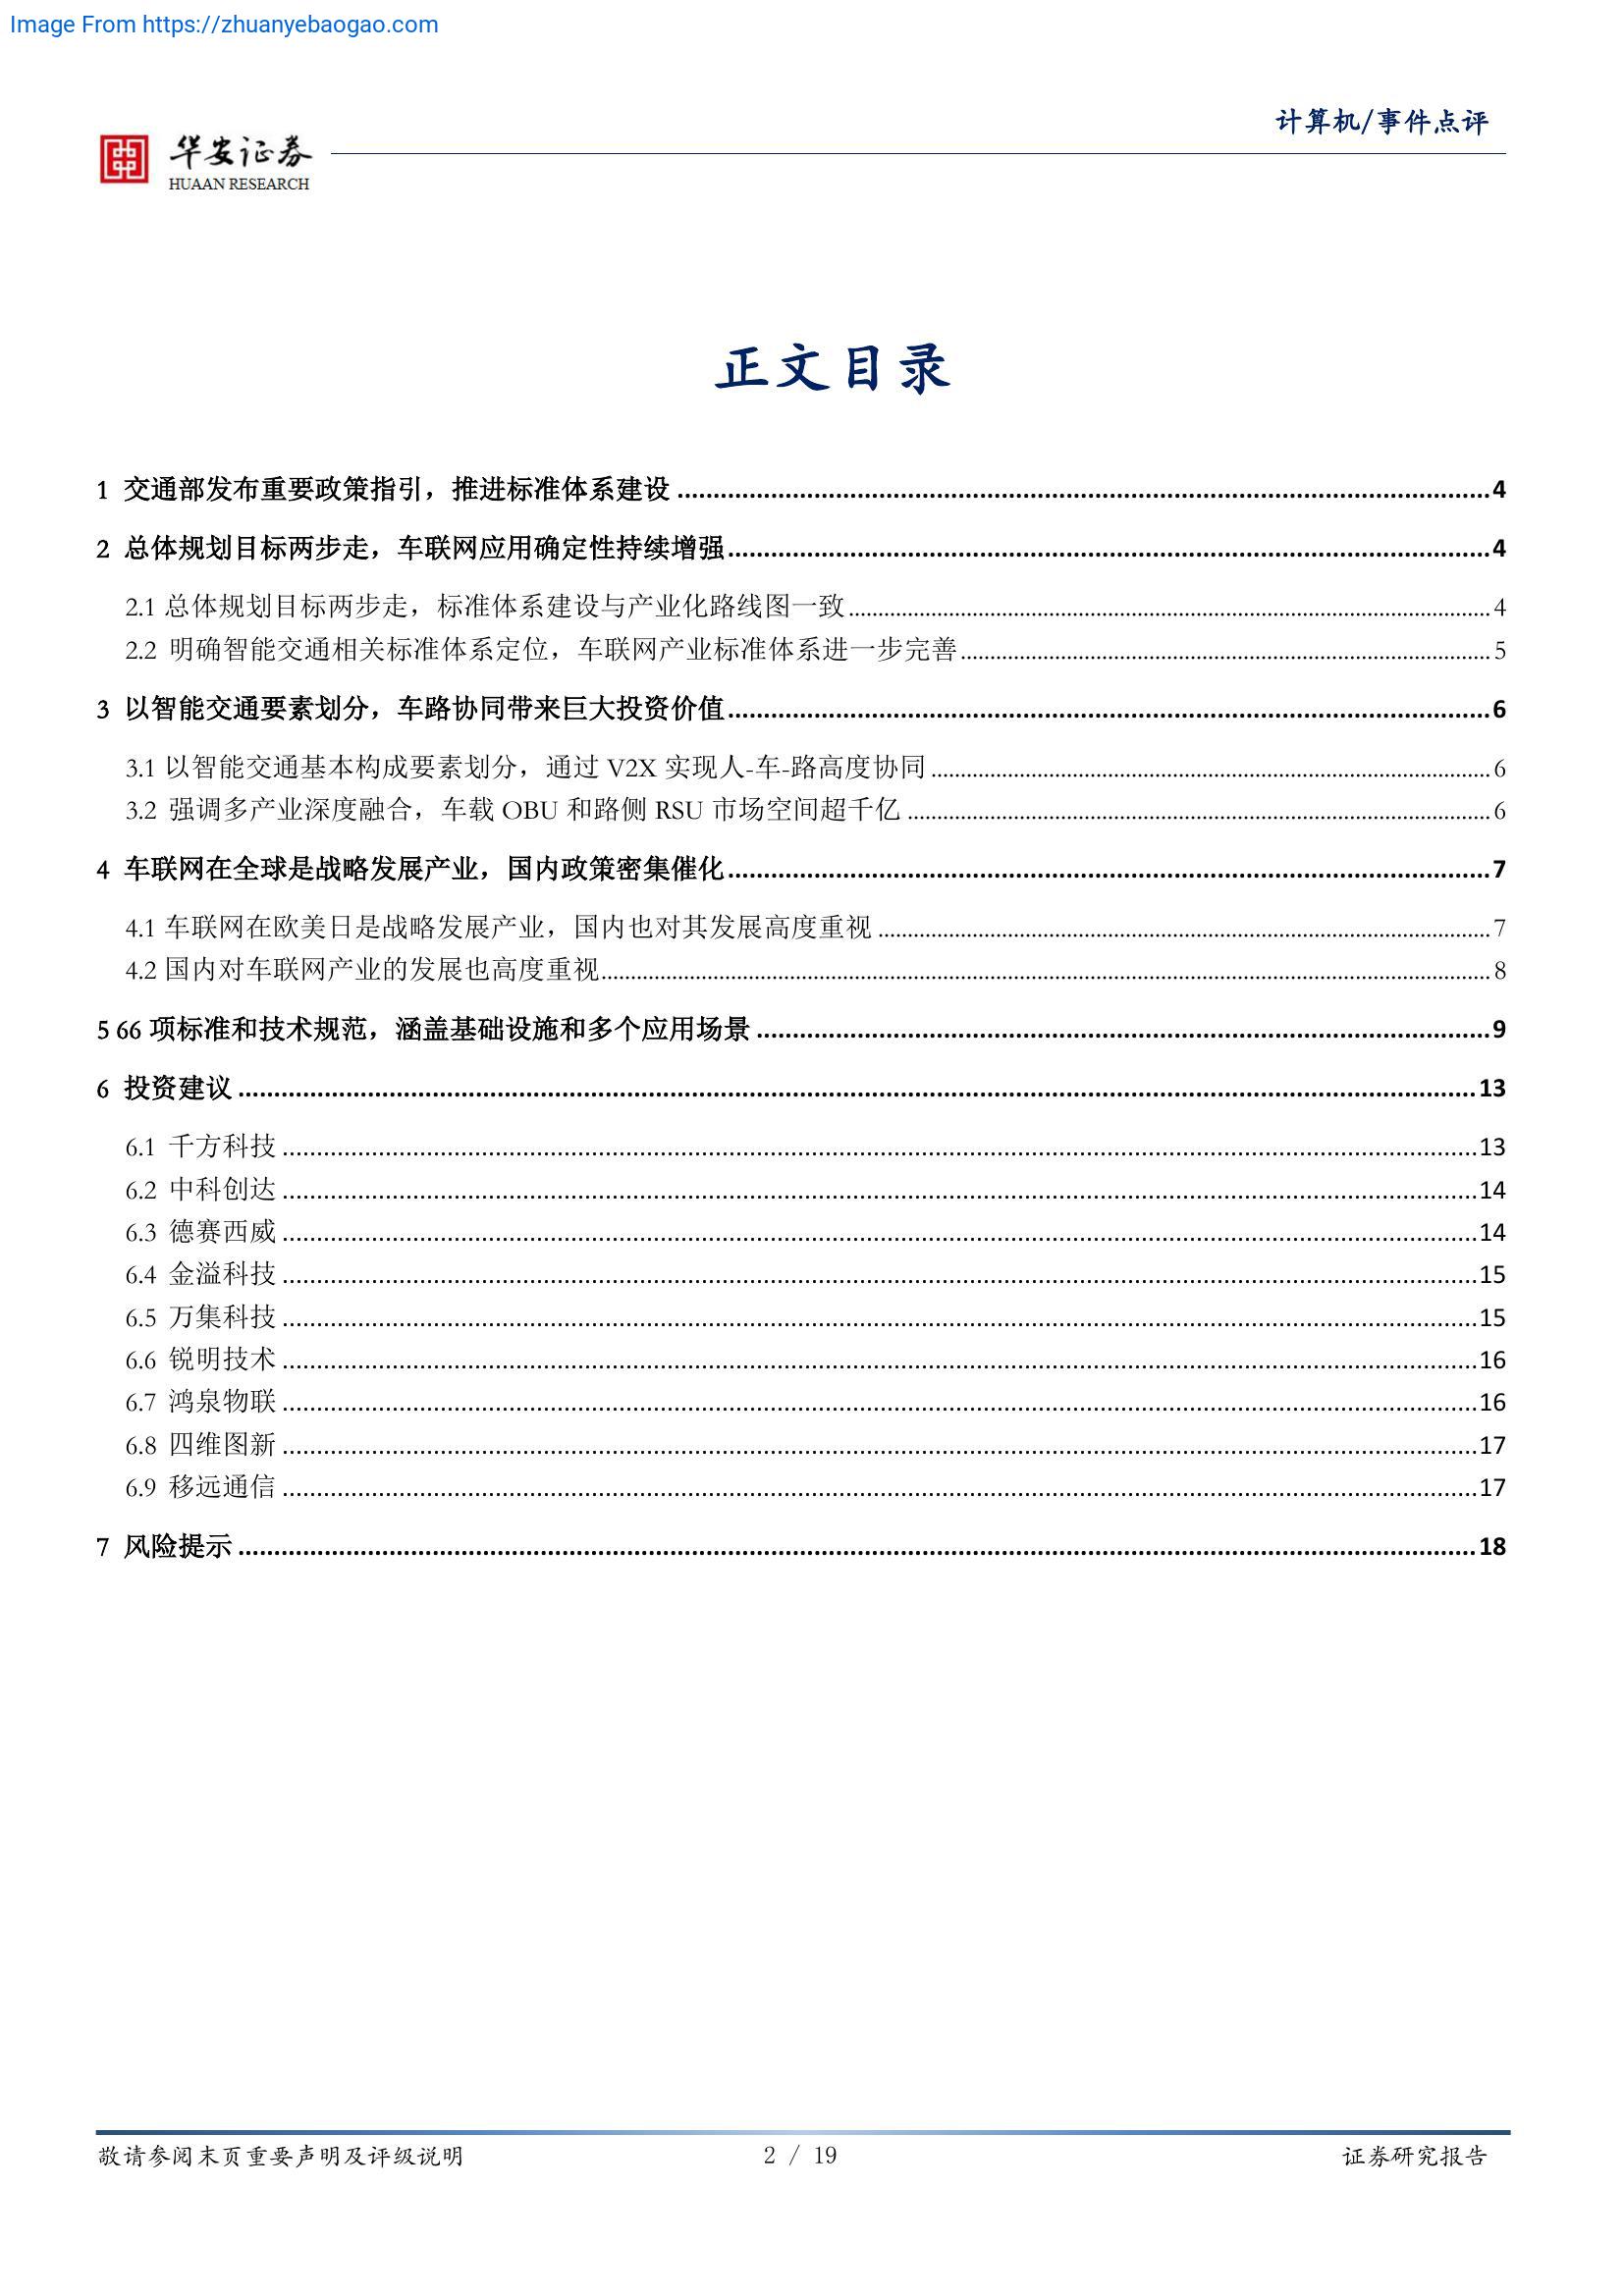 Image From https://zhuanyebaogao.com
计算机/事件点评
华安证券
HUAAN RESEARCH
正文目录
1 交通部发布重要政策指引，推进标准体系建设 ........ 4
2 总体规划目标两步走，车联网应用确定性持续增强 ........ 4
2.1 总体规划目标两步走，标准体系建设与产业化路线图一致 ........ 4
2.2 明确智能交通相关标准体系定位，车联网产业标准体系进一步完善 ........ 5
3 以智能交通要素划分，车路协同带来巨大投资价值 ........ 6
3.1 以智能交通基本构成要素划分，通过 V2X 实现人-车-路高度协同 ........ 6
3.2 强调多产业深度融合，车载 OBU 和路侧 RSU 市场空间超千亿 ........ 6
4 车联网在全球是战略发展产业，国内政策密集催化 ........ 7
4.1 车联网在欧美日是战略发展产业，国内也对其发展高度重视 ........ 7
4.2 国内对车联网产业的发展也高度重视 ........ 8
5 66 项标准和技术规范，涵盖基础设施和多个应用场景 ........ 9
6 投资建议 ........ 13
6.1 千方科技 ........ 13
6.2 中科创达 ........ 14
6.3 德赛西威 ........ 14
6.4 金溢科技 ........ 15
6.5 万集科技 ........ 15
6.6 锐明技术 ........ 16
6.7 鸿泉物联 ........ 16
6.8 四维图新 ........ 17
6.9 移远通信 ........ 17
7 风险提示 ........ 18
敬请参阅末页重要声明及评级说明
2 / 19
证券研究报告